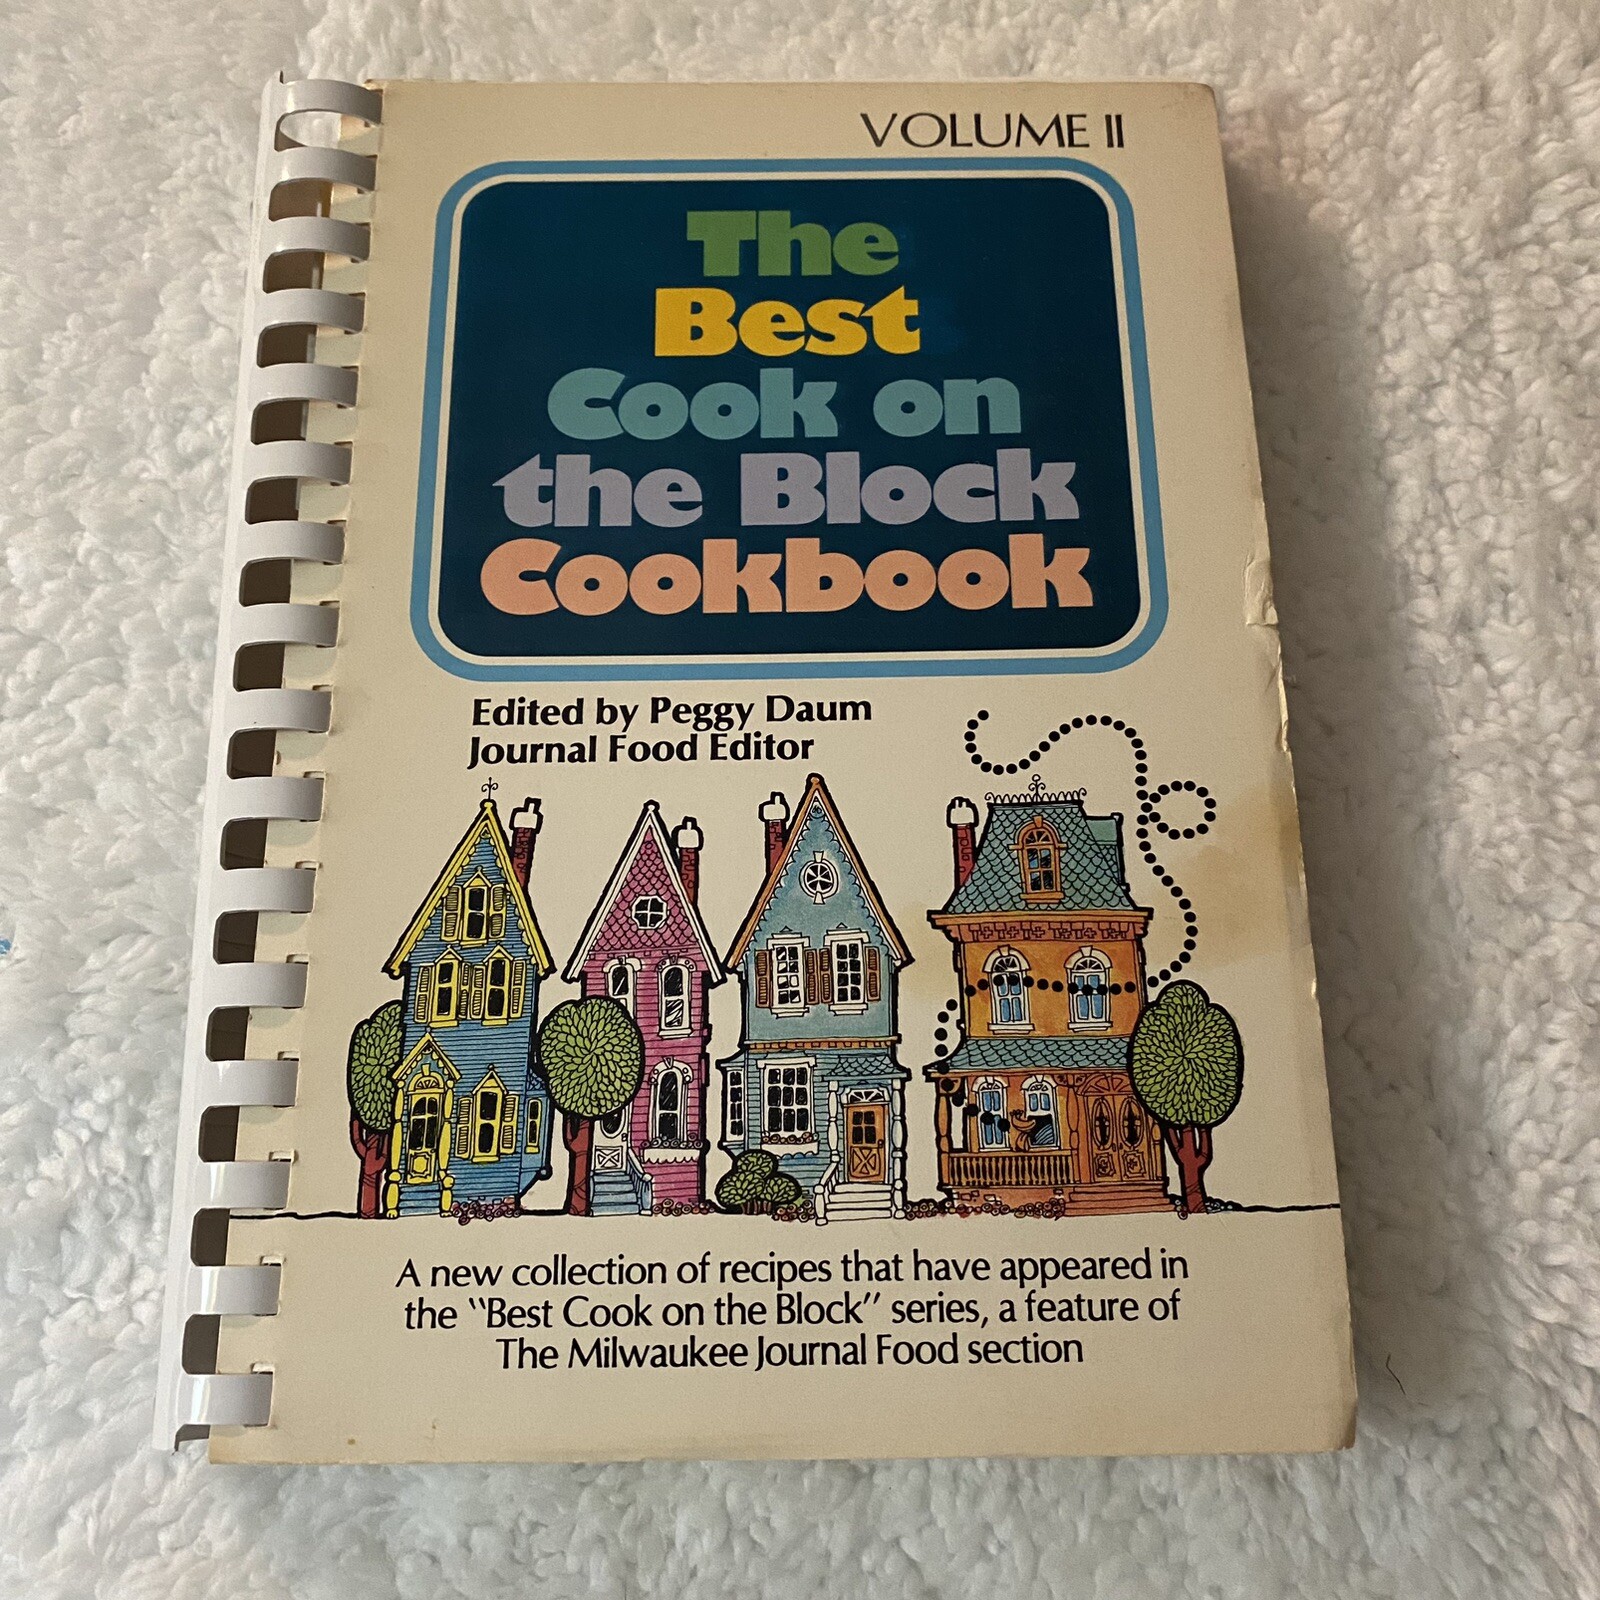 VOLUME II
The
Best
Cook on
the Block
Cookbook
Edited by Peggy Daum
Journal Food Editor
A new collection of recipes that have appeared in
the "Best Cook on the Block" series, a feature of
The Milwaukee Journal Food section